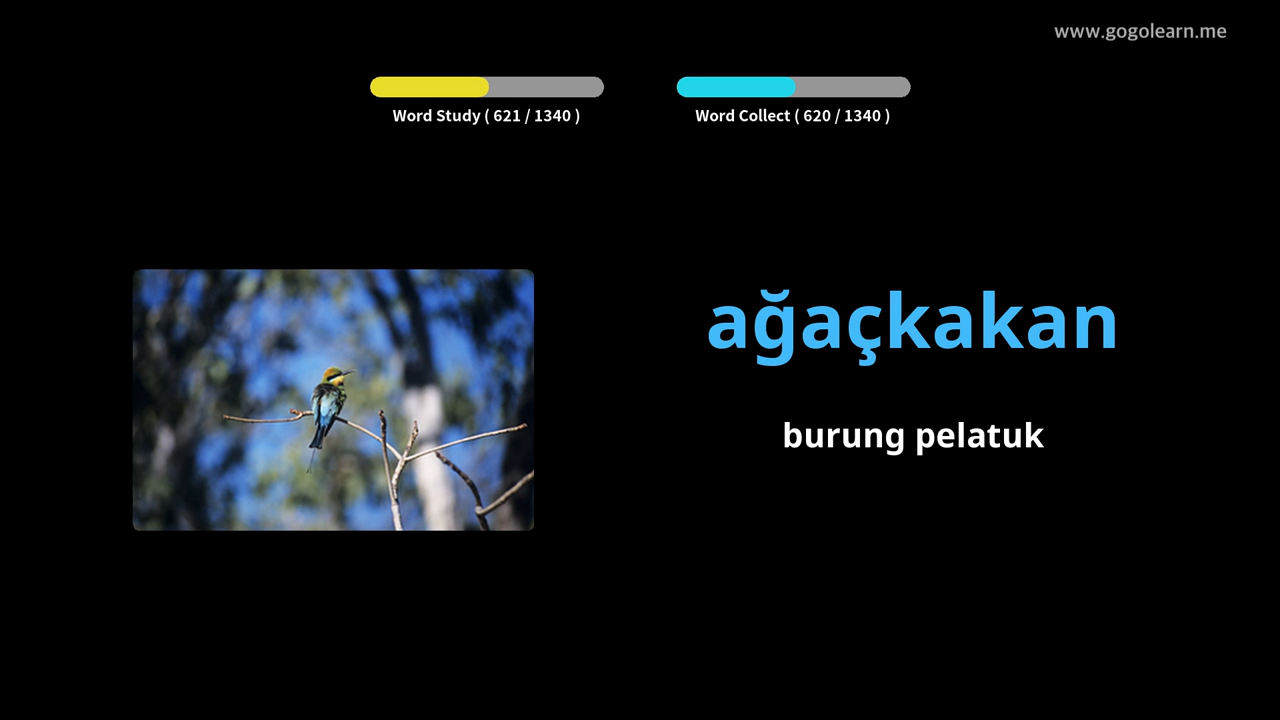 www.gogolearn.me
Word Study ( 621 / 1340 )
Word Collect ( 620 / 1340 )
ağaçkakan
burung pelatuk